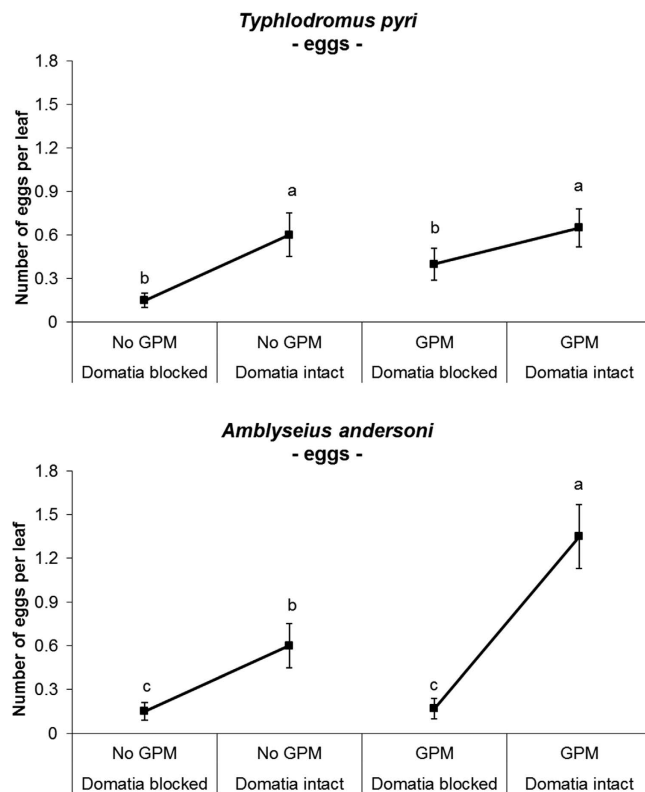 Typhlodromus pyri
- eggs -
Number of eggs per leaf
1.8
1.5
1.2
0.9
0.6
0.3
0
b
a
b
a
No GPM No GPM GPM GPM
Domatia blocked Domatia intact Domatia blocked Domatia intact
Amblyseius andersoni
- eggs -
Number of eggs per leaf
1.8
1.5
1.2
0.9
0.6
0.3
0
c
b
c
a
No GPM No GPM GPM GPM
Domatia blocked Domatia intact Domatia blocked Domatia intact